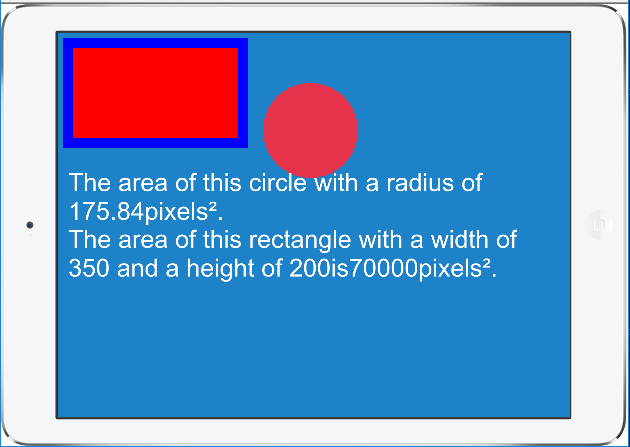 The area of this circle with a radius of
175.84pixels².
The area of this rectangle with a width of
350 and a height of 200is70000pixels².